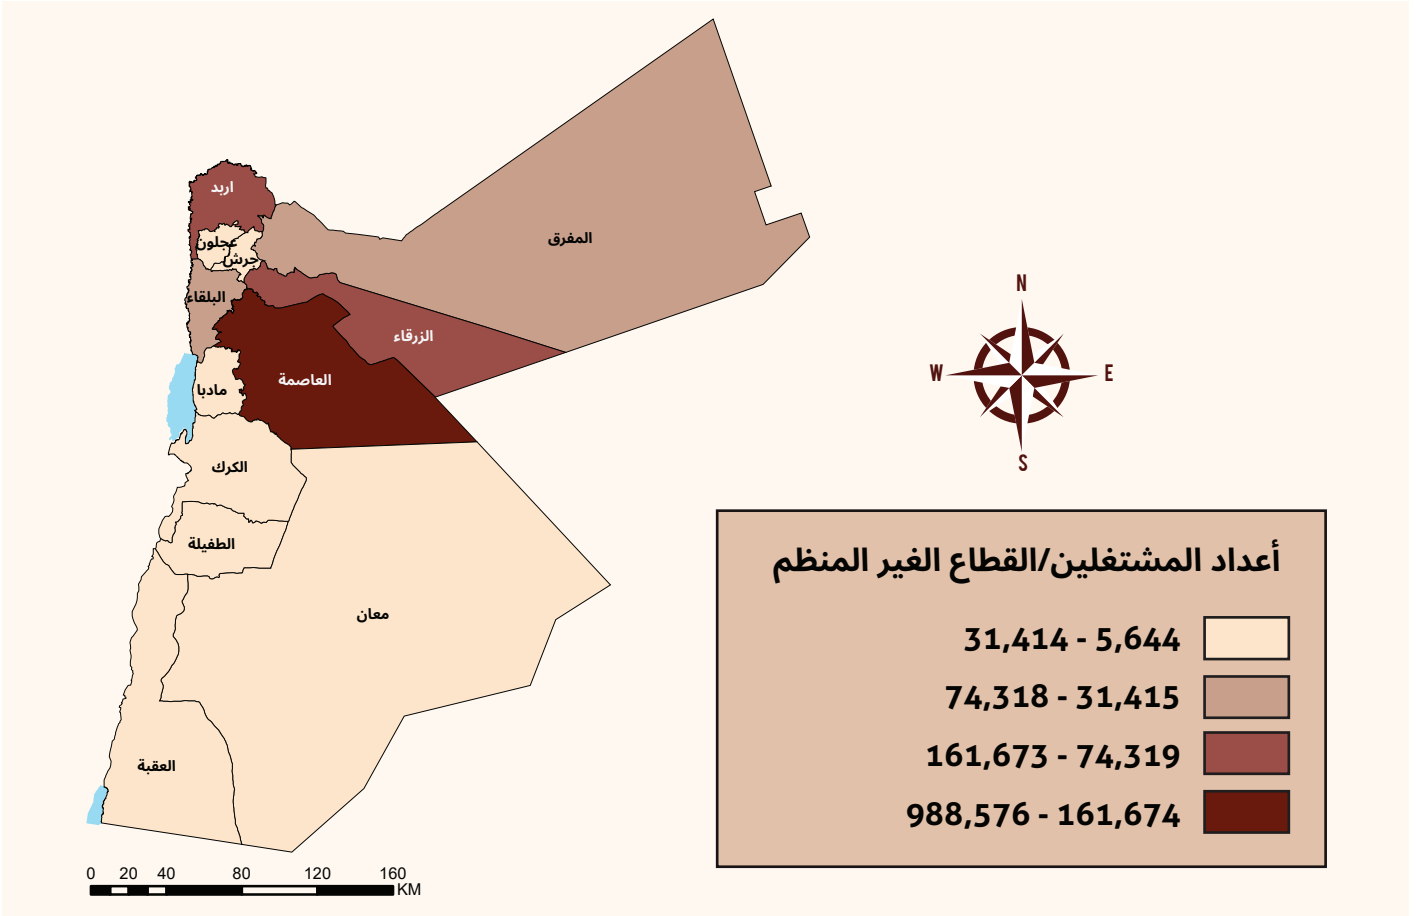 اربد
عجلون
جرش
المفرق
البلقاء
الزرقاء
العاصمة
مادبا
الكرك
الطفيلة
معان
العقبة
N
W
E
S
أعداد المشتغلين/القطاع الغير المنظم
31,414 - 5,644
74,318 - 31,415
161,673 - 74,319
988,576 - 161,674
0 20 40 80 120 160
KM